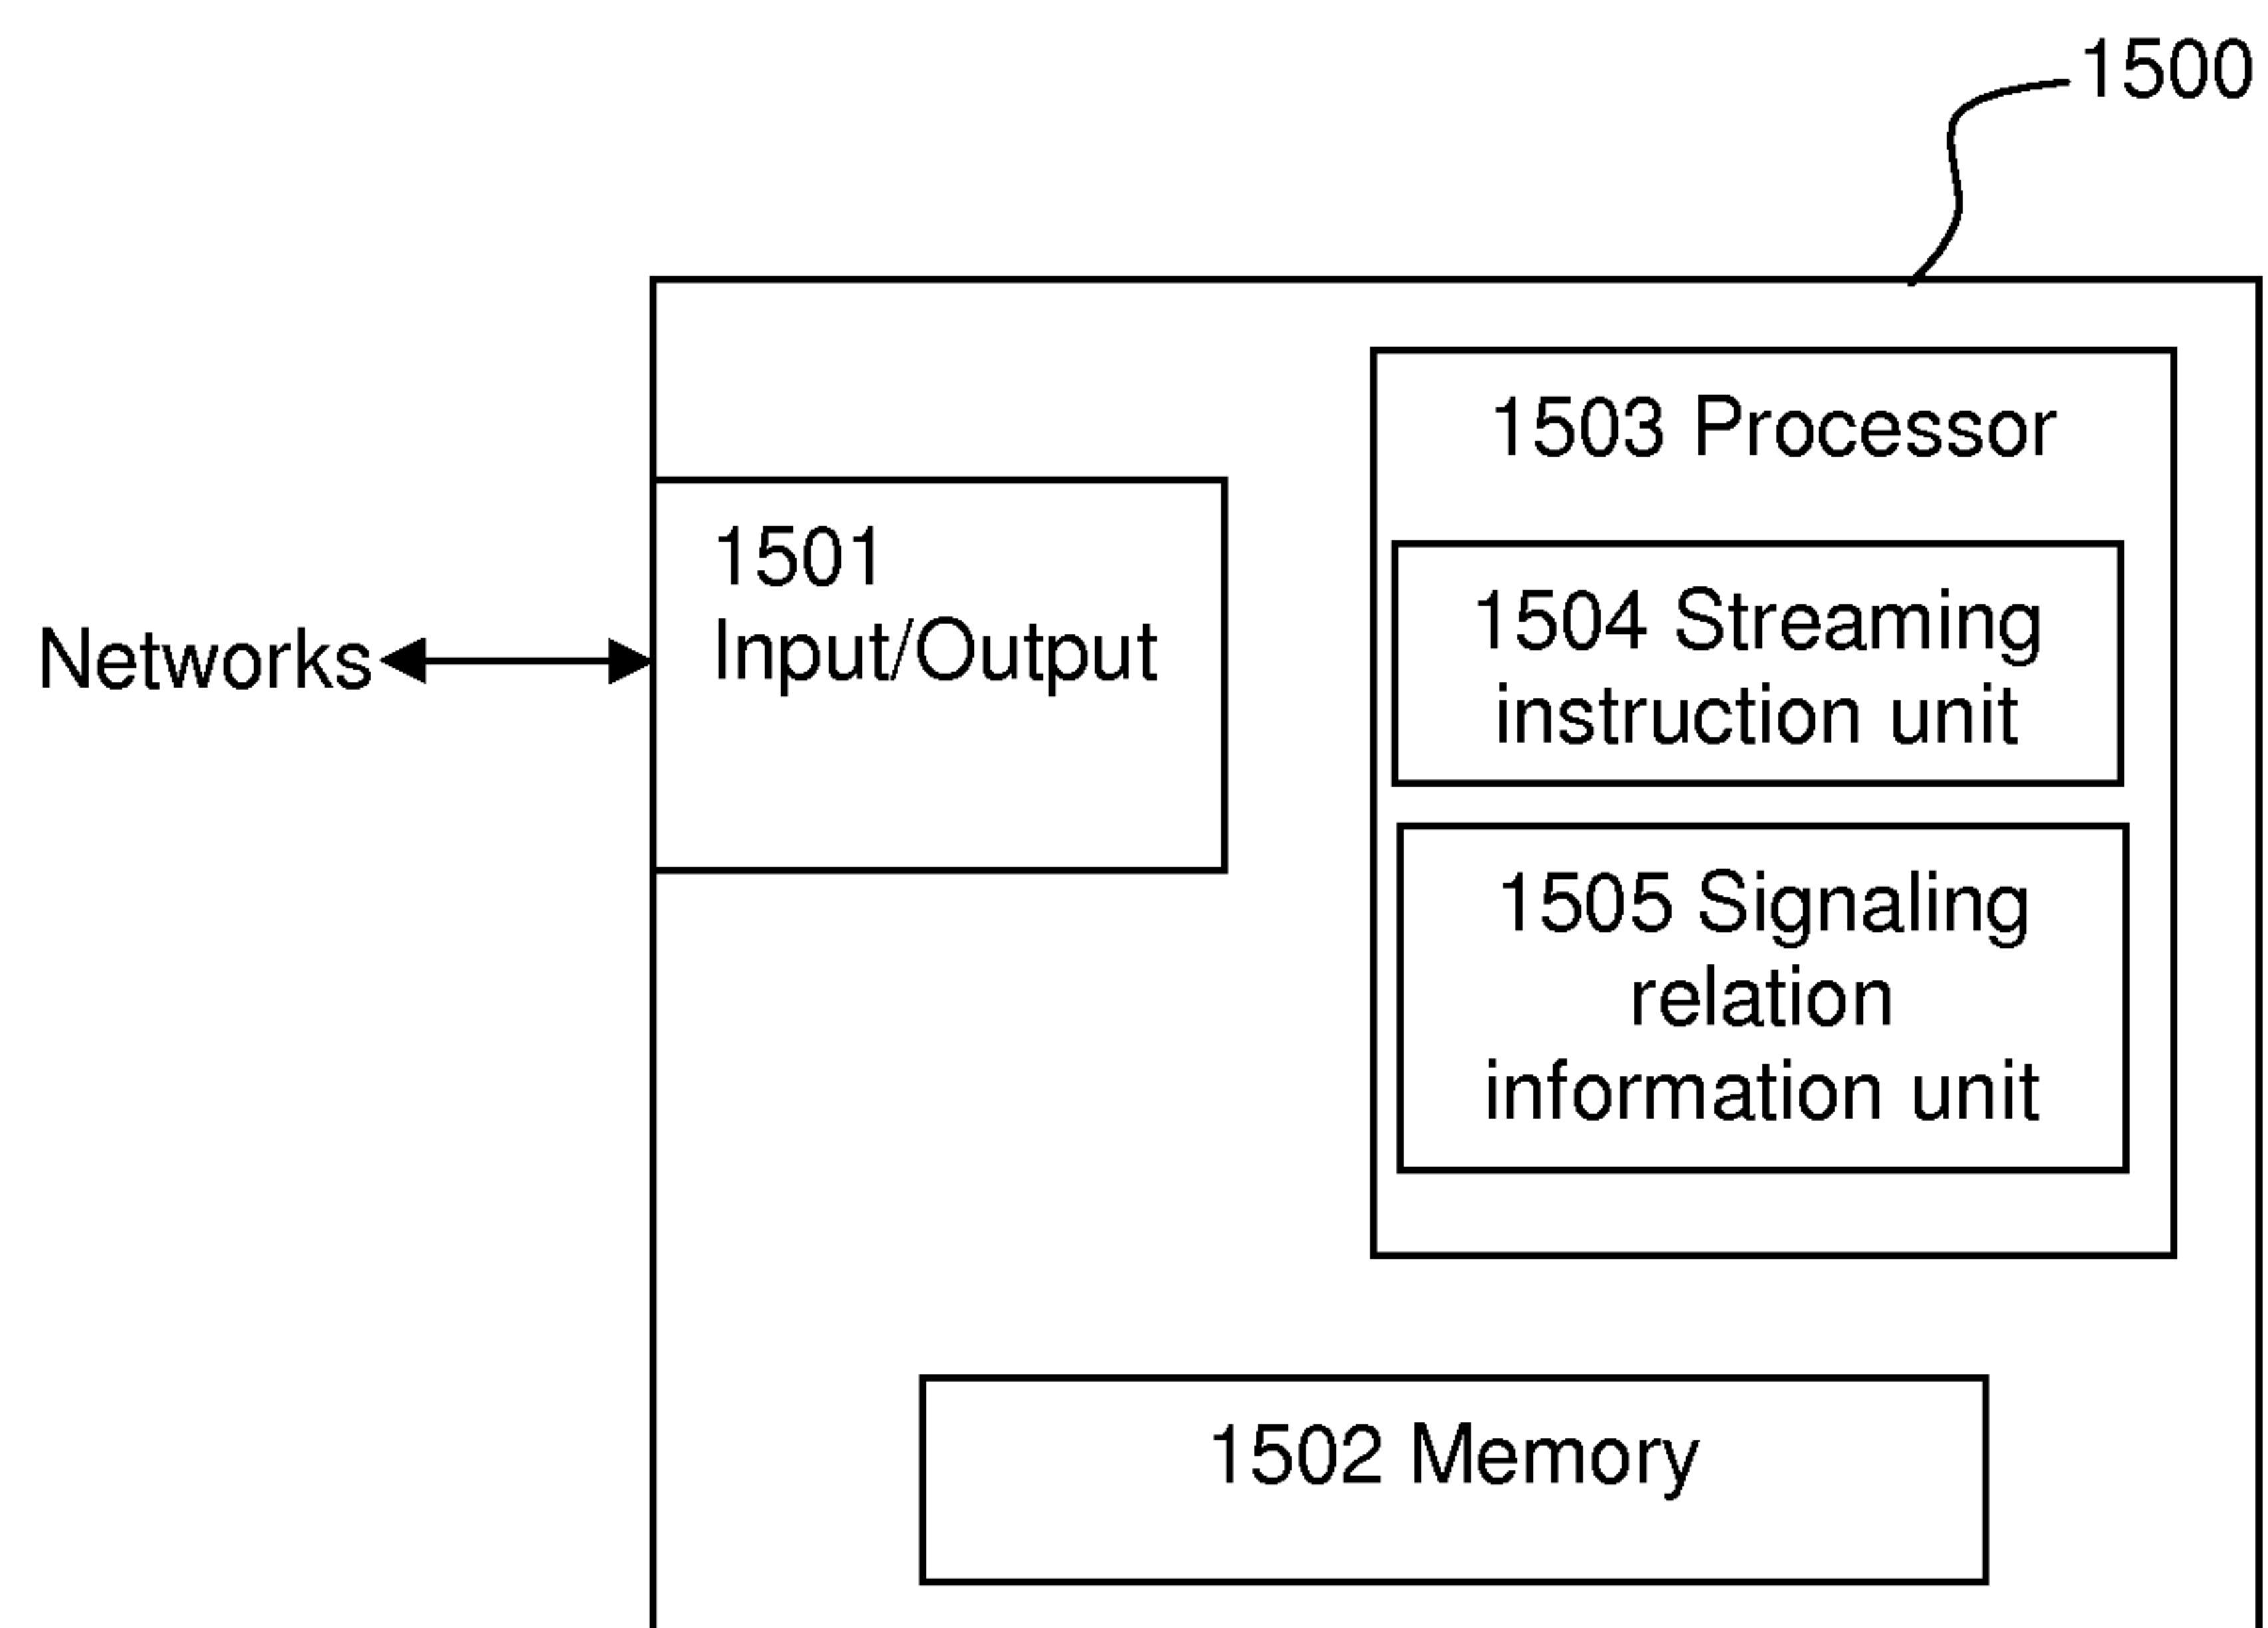 1500
1503 Processor
1501
Input/Output
Networks
1504 Streaming
instruction unit
1505 Signaling
relation
information unit
1502 Memory